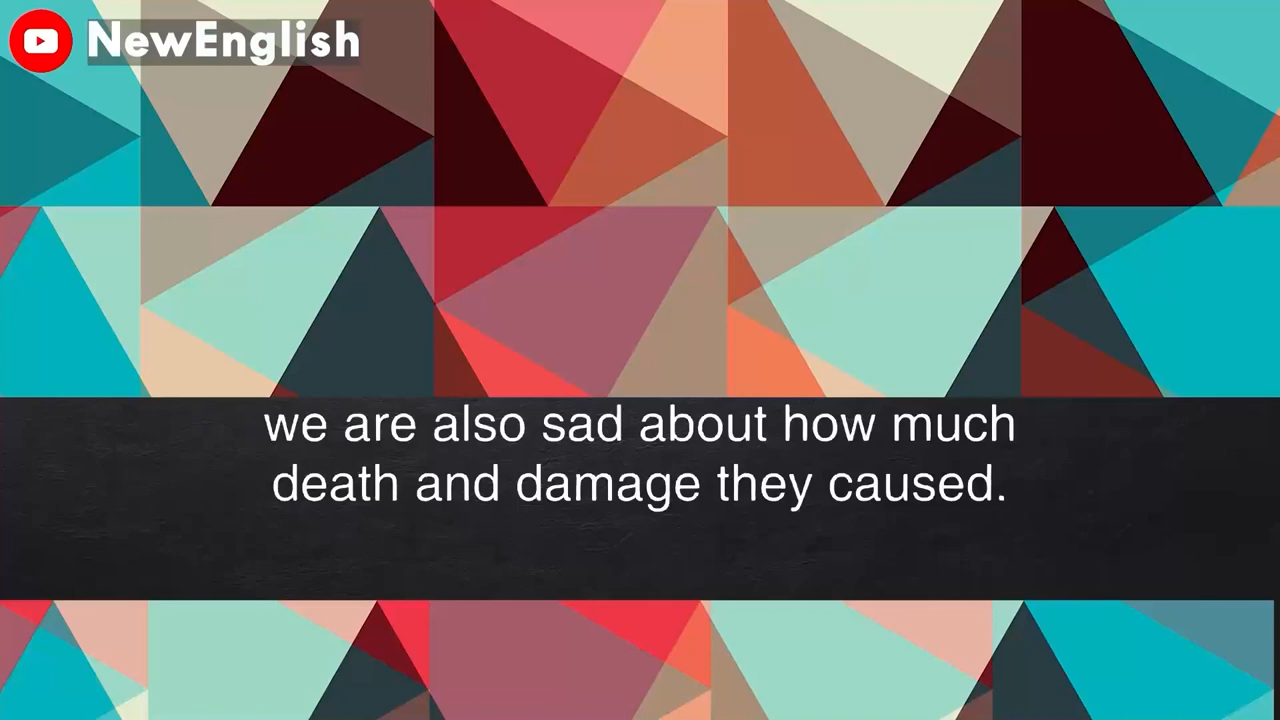 NewEnglish
we are also sad about how much
death and damage they caused.